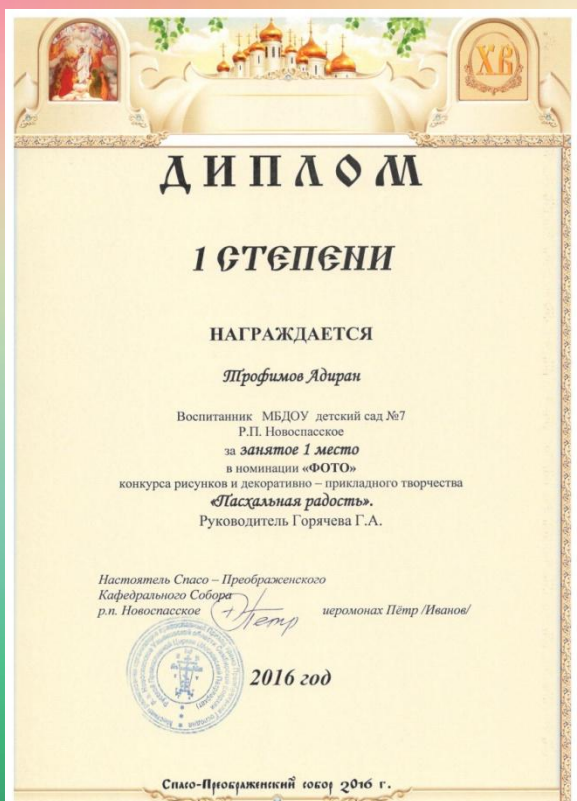 ХВ
ДИПЛОМ
1 СТЕПЕНИ
НАГРАЖДАЕТСЯ
Трофимов Адиран
Воспитанник МБДОУ детский сад №7
Р.П. Новоспасское
за занятое 1 место
в номинации «ФОТО»
конкурса рисунков и декоративно – прикладного творчества
«Пасхальная радость».
Руководитель Горячева Г.А.
Настоятель Спасо – Преображенского
Кафедрального Собора
р.п. Новоспасское иеромонах Пётр /Иванов/
Петр
2016 год
Спасо-Преображенский собор 2016 г.